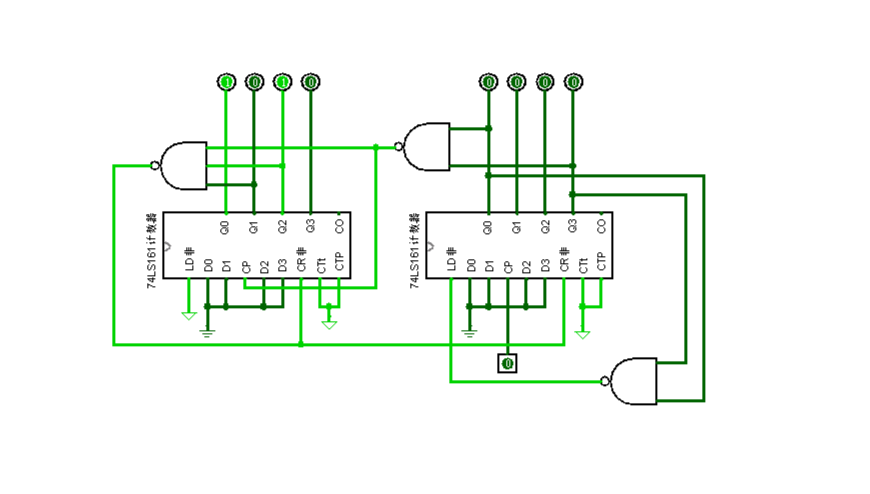 1 0 1 0
0 0 0 0
74LS161计数器
Q0 Q1 Q2 Q3 CO
LD非 D0 D1 CP D2 D3 CR非 CTt CTP
74LS161计数器
Q0 Q1 Q2 Q3 CO
LD非 D0 D1 CP D2 D3 CR非 CTt CTP
0